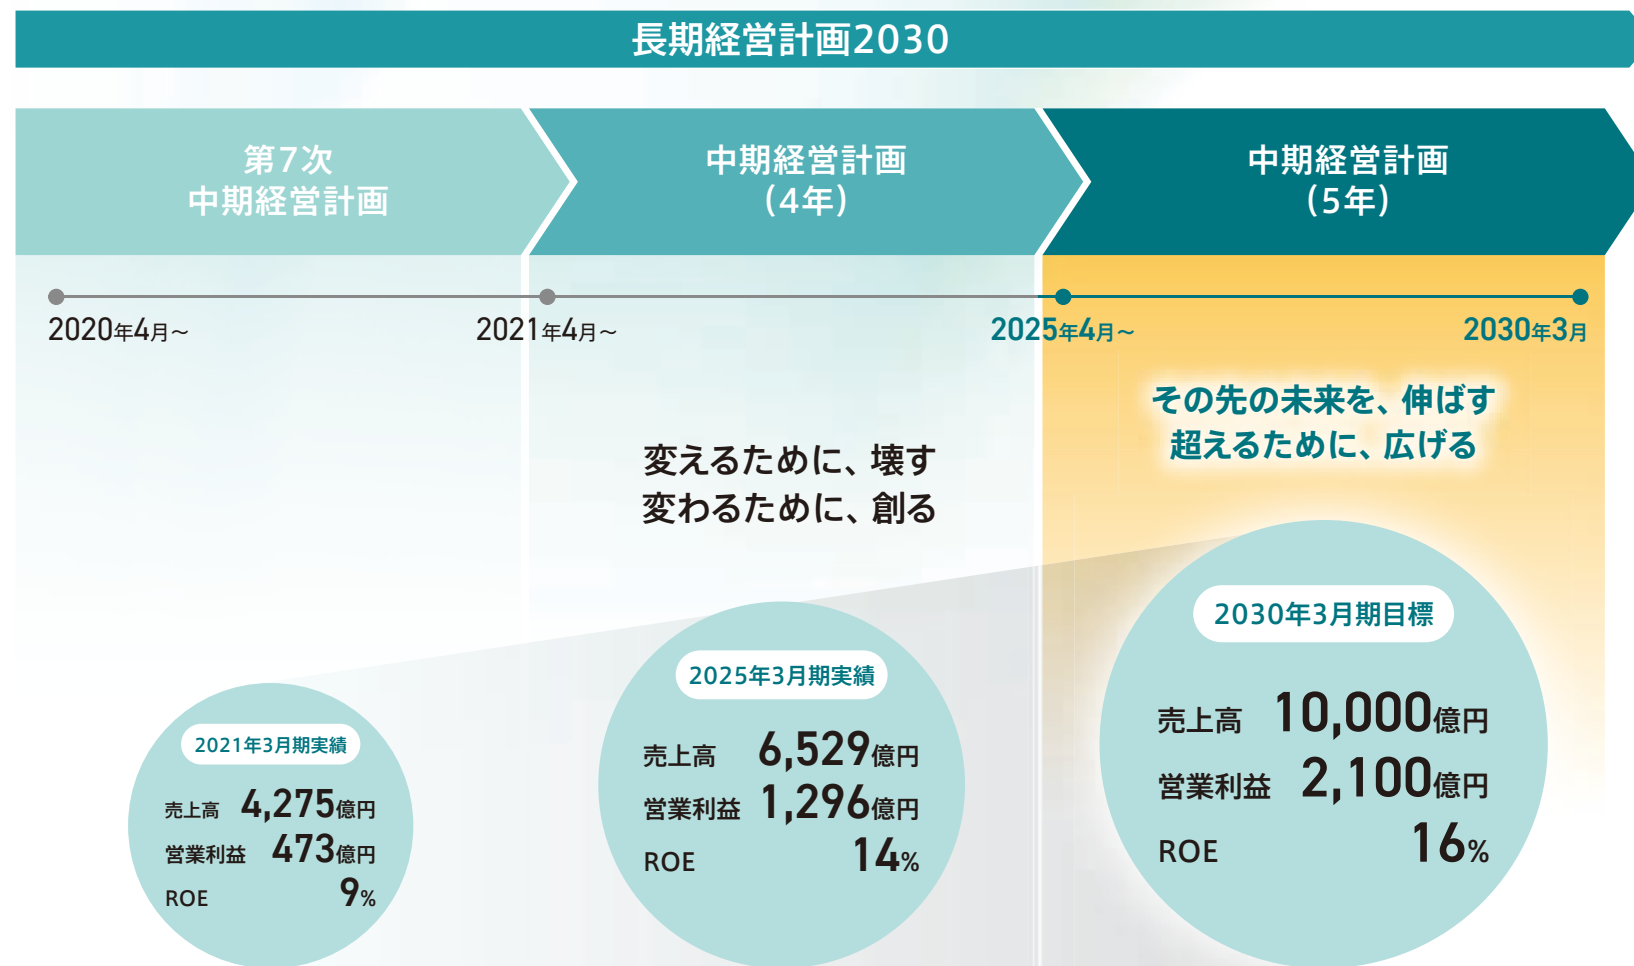 長期経営計画2030
第7次
中期経営計画
中期経営計画
(4年)
中期経営計画
(5年)
2020年4月～
2021年4月～
2025年4月～
2030年3月
変えるために、壊す
変わるために、創る
その先の未来を、伸ばす
超えるために、広げる
2021年3月期実績
売上高 4,275億円
営業利益 473億円
ROE 9%
2025年3月期実績
売上高 6,529億円
営業利益 1,296億円
ROE 14%
2030年3月期目標
売上高 10,000億円
営業利益 2,100億円
ROE 16%